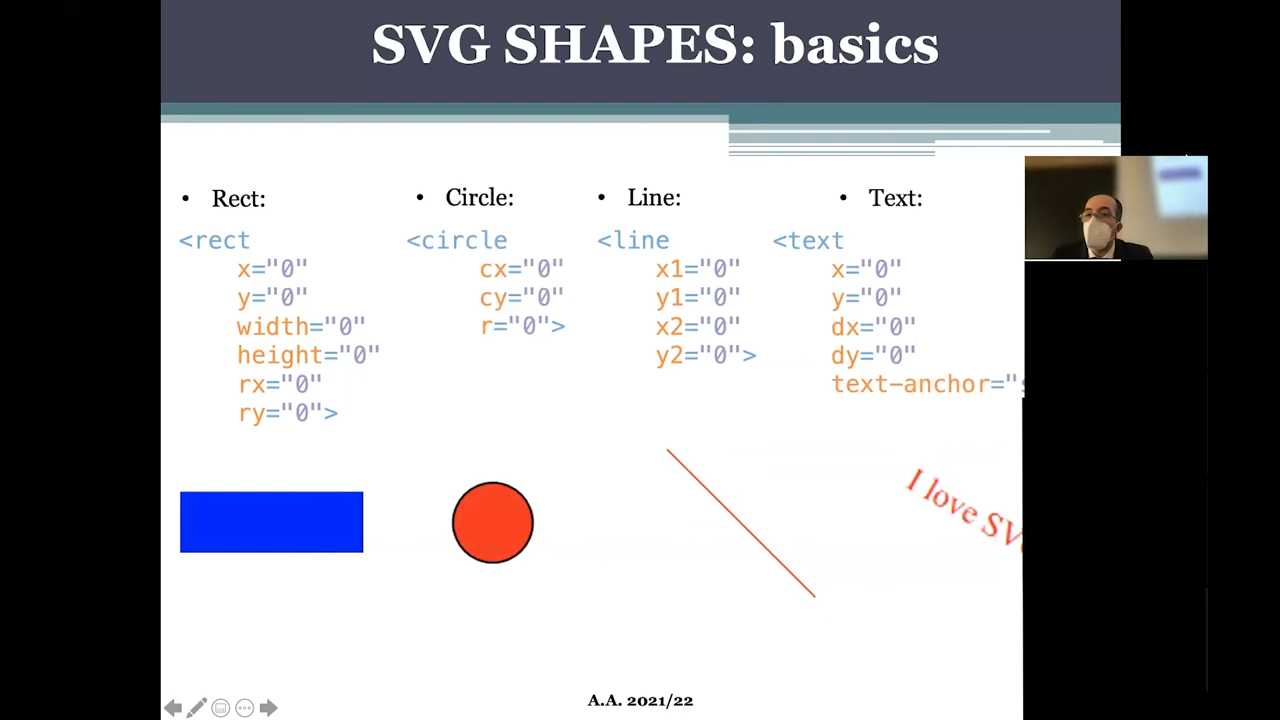 SVG SHAPES: basics
• Rect:
<rect
x="0"
y="0"
width="0"
height="0"
rx="0"
ry="0">
• Circle:
<circle
cx="0"
cy="0"
r="0">
• Line:
<line
x1="0"
y1="0"
x2="0"
y2="0">
• Text:
<text
x="0"
y="0"
dx="0"
dy="0"
text-anchor="
I love
A.A. 2021/22